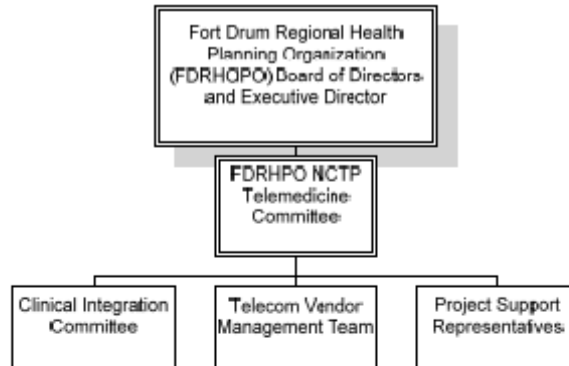 Fort Drum Regional Health
Planning Organization
(FDRHOPO) Board of Directors
and Executive Director
FDRHPO NCTP
Telemedicine
Committee
Clinical Integration
Committee
Telecom Vendor
Management Team
Project Support
Representatives